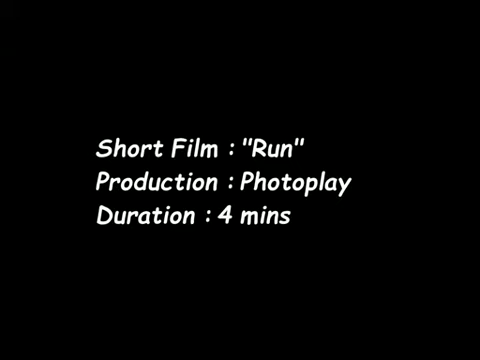 Short Film : "Run"
Production : Photoplay
Duration : 4 mins